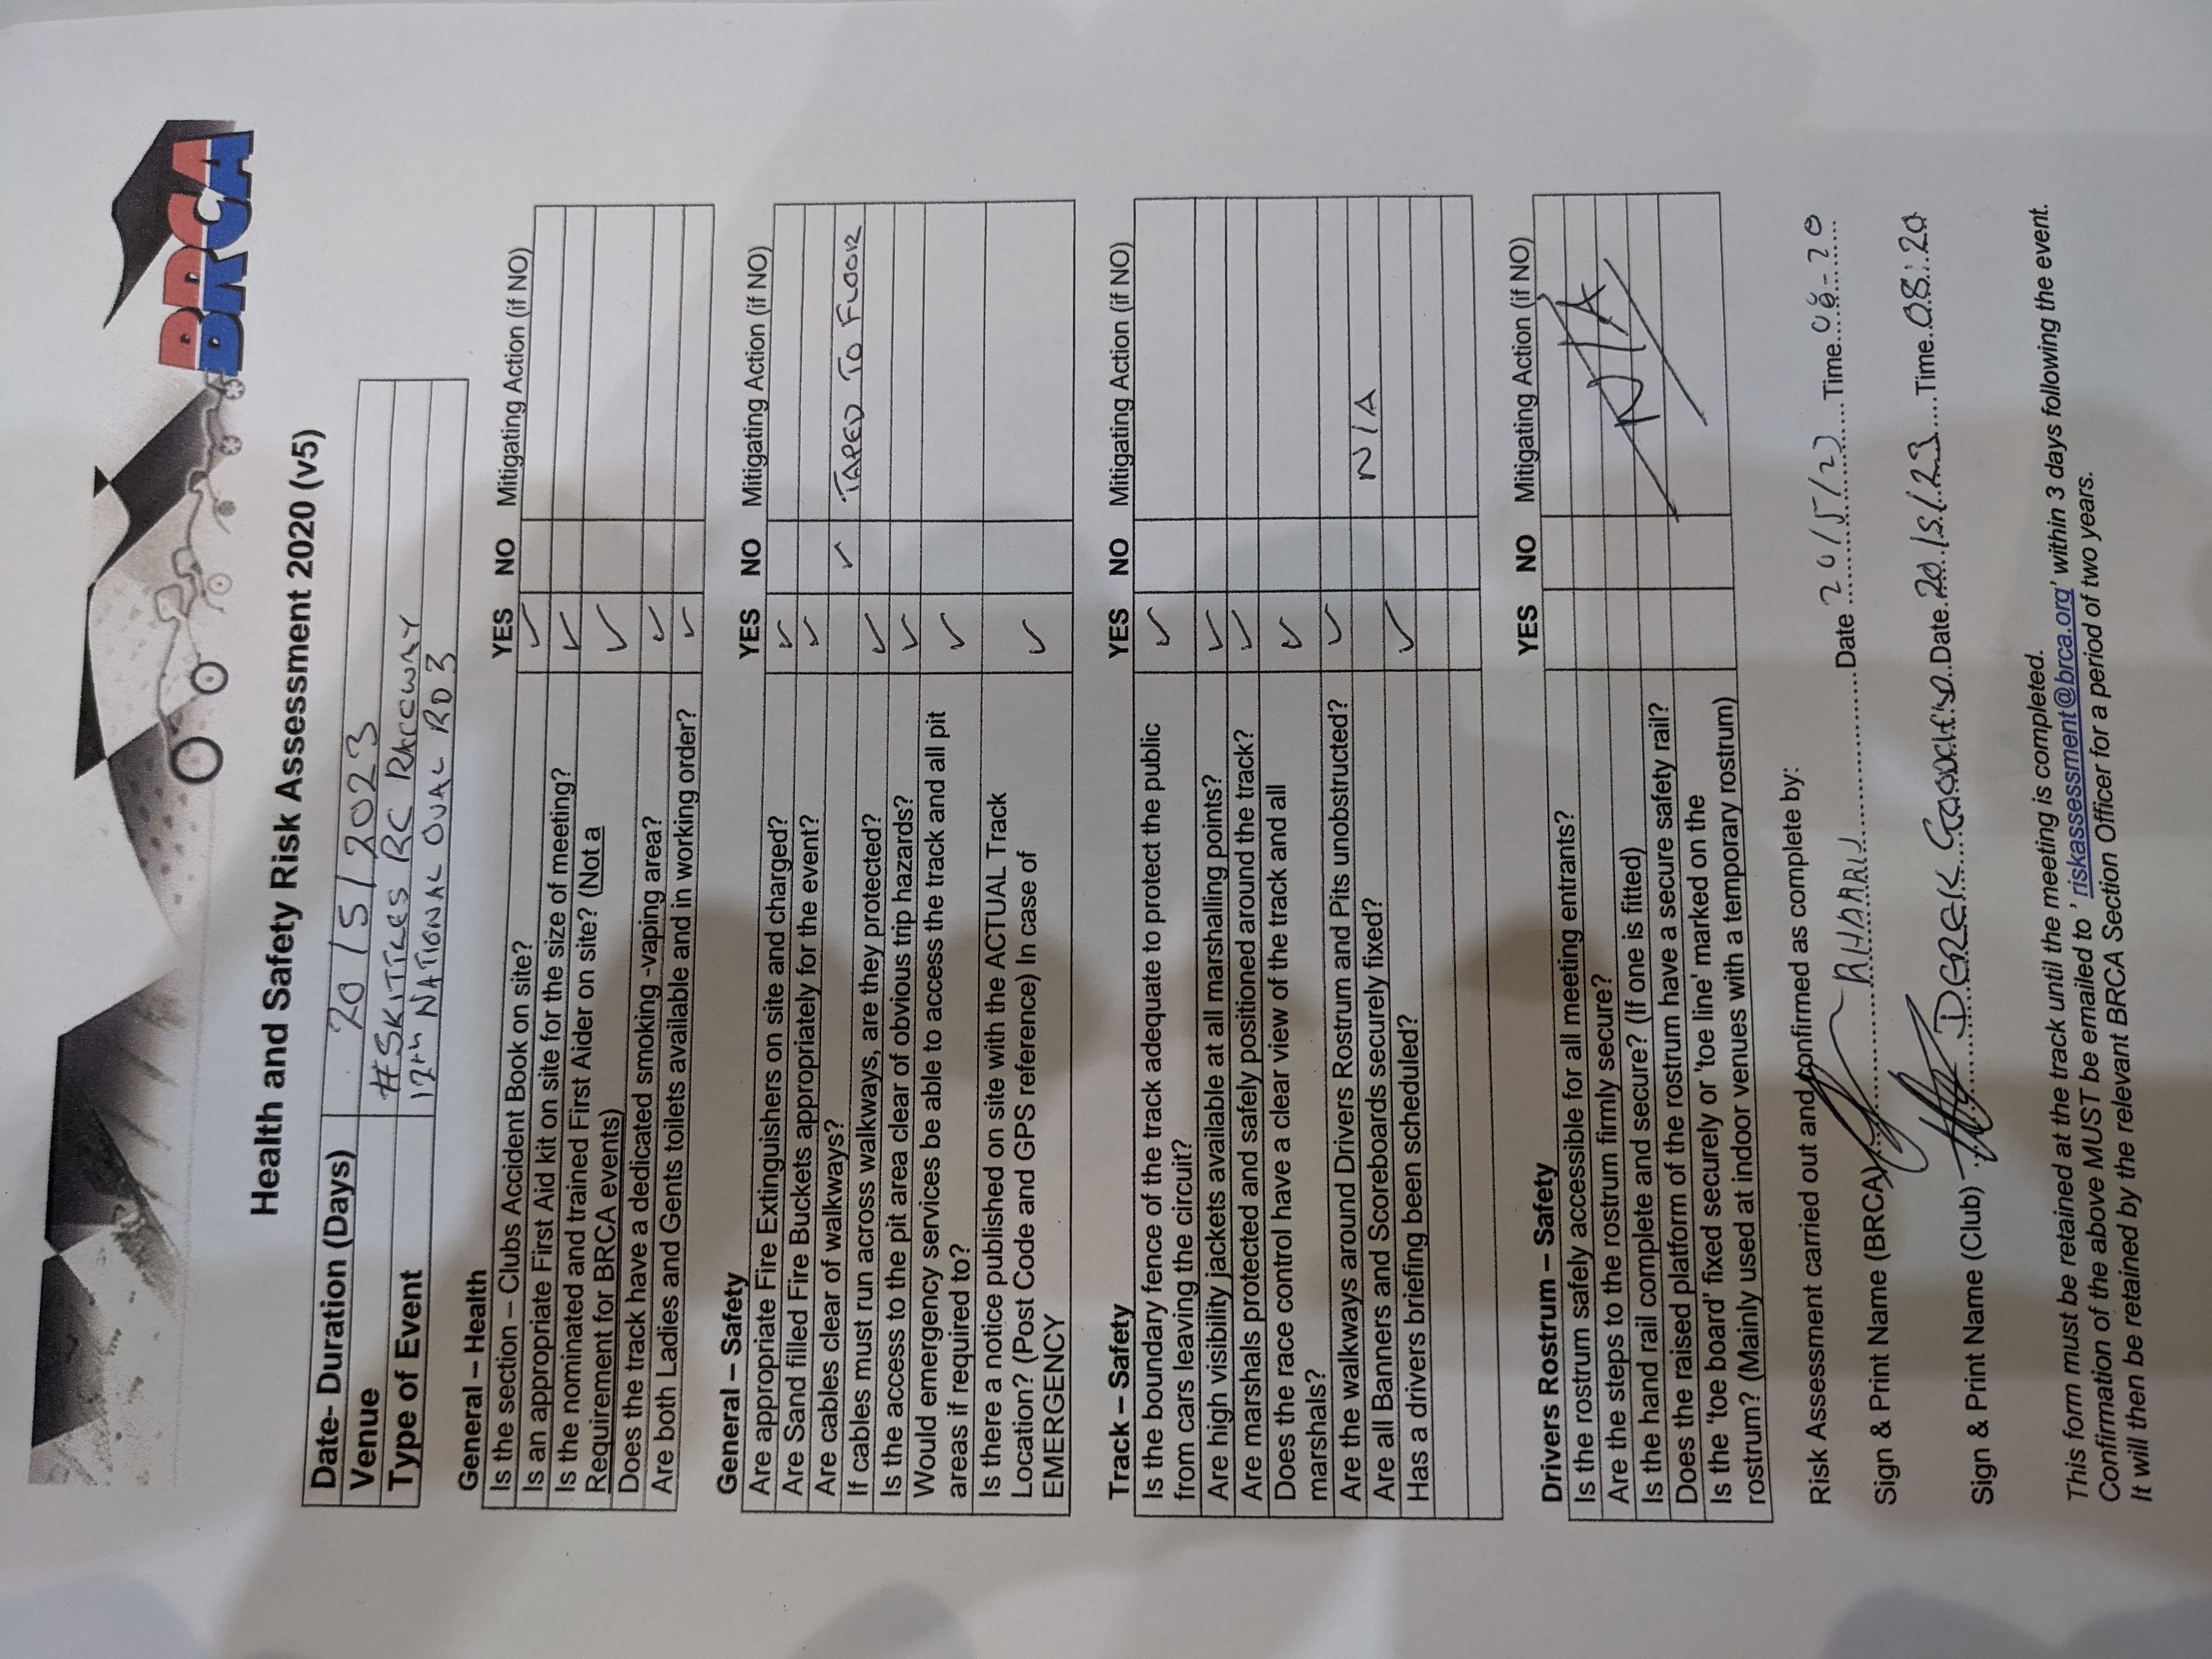 BRCA
Health and Safety Risk Assessment 2020 (v5)
Date- Duration (Days) 20/5/2023
Venue #SKITTLES RC RACEWAY
Type of Event 12th NATIONAL OVAL RD3
General – Health YES NO Mitigating Action (if NO)
Is the section – Clubs Accident Book on site? ✓
Is an appropriate First Aid kit on site for the size of meeting? ✓
Is the nominated and trained First Aider on site? (Not a ✓
Requirement for BRCA events)
Does the track have a dedicated smoking -vaping area? ✓
Are both Ladies and Gents toilets available and in working order? ✓
General – Safety YES NO Mitigating Action (if NO)
Are appropriate Fire Extinguishers on site and charged? ✓
Are Sand filled Fire Buckets appropriately for the event? ✓
Are cables clear of walkways? ✓ TAPED TO FLOOR
If cables must run across walkways, are they protected? ✓
Is the access to the pit area clear of obvious trip hazards? ✓
Would emergency services be able to access the track and all pit ✓
areas if required to?
Is there a notice published on site with the ACTUAL Track
Location? (Post Code and GPS reference) In case of ✓
EMERGENCY
Track – Safety YES NO Mitigating Action (if NO)
Is the boundary fence of the track adequate to protect the public ✓
from cars leaving the circuit?
Are high visibility jackets available at all marshalling points? ✓
Are marshals protected and safely positioned around the track? ✓
Does the race control have a clear view of the track and all ✓
marshals?
Are the walkways around Drivers Rostrum and Pits unobstructed? ✓
Are all Banners and Scoreboards securely fixed? N/A
Has a drivers briefing been scheduled? ✓
Drivers Rostrum – Safety YES NO Mitigating Action (if NO)
Is the rostrum safely accessible for all meeting entrants?
Are the steps to the rostrum firmly secure?
Is the hand rail complete and secure? (If one is fitted) N/A
Does the raised platform of the rostrum have a secure safety rail?
Is the 'toe board' fixed securely or 'toe line' marked on the
rostrum? (Mainly used at indoor venues with a temporary rostrum)
Risk Assessment carried out and confirmed as complete by:
Sign & Print Name (BRCA) Date 20/5/23 Time
Sign & Print Name (Club) DEREK Date 20/5/23 Time 08:20
This form must be retained at the track until the meeting is completed.
Confirmation of the above MUST be emailed to ' riskassessment@brca.org' within 3 days following the event.
It will then be retained by the relevant BRCA Section Officer for a period of two years.